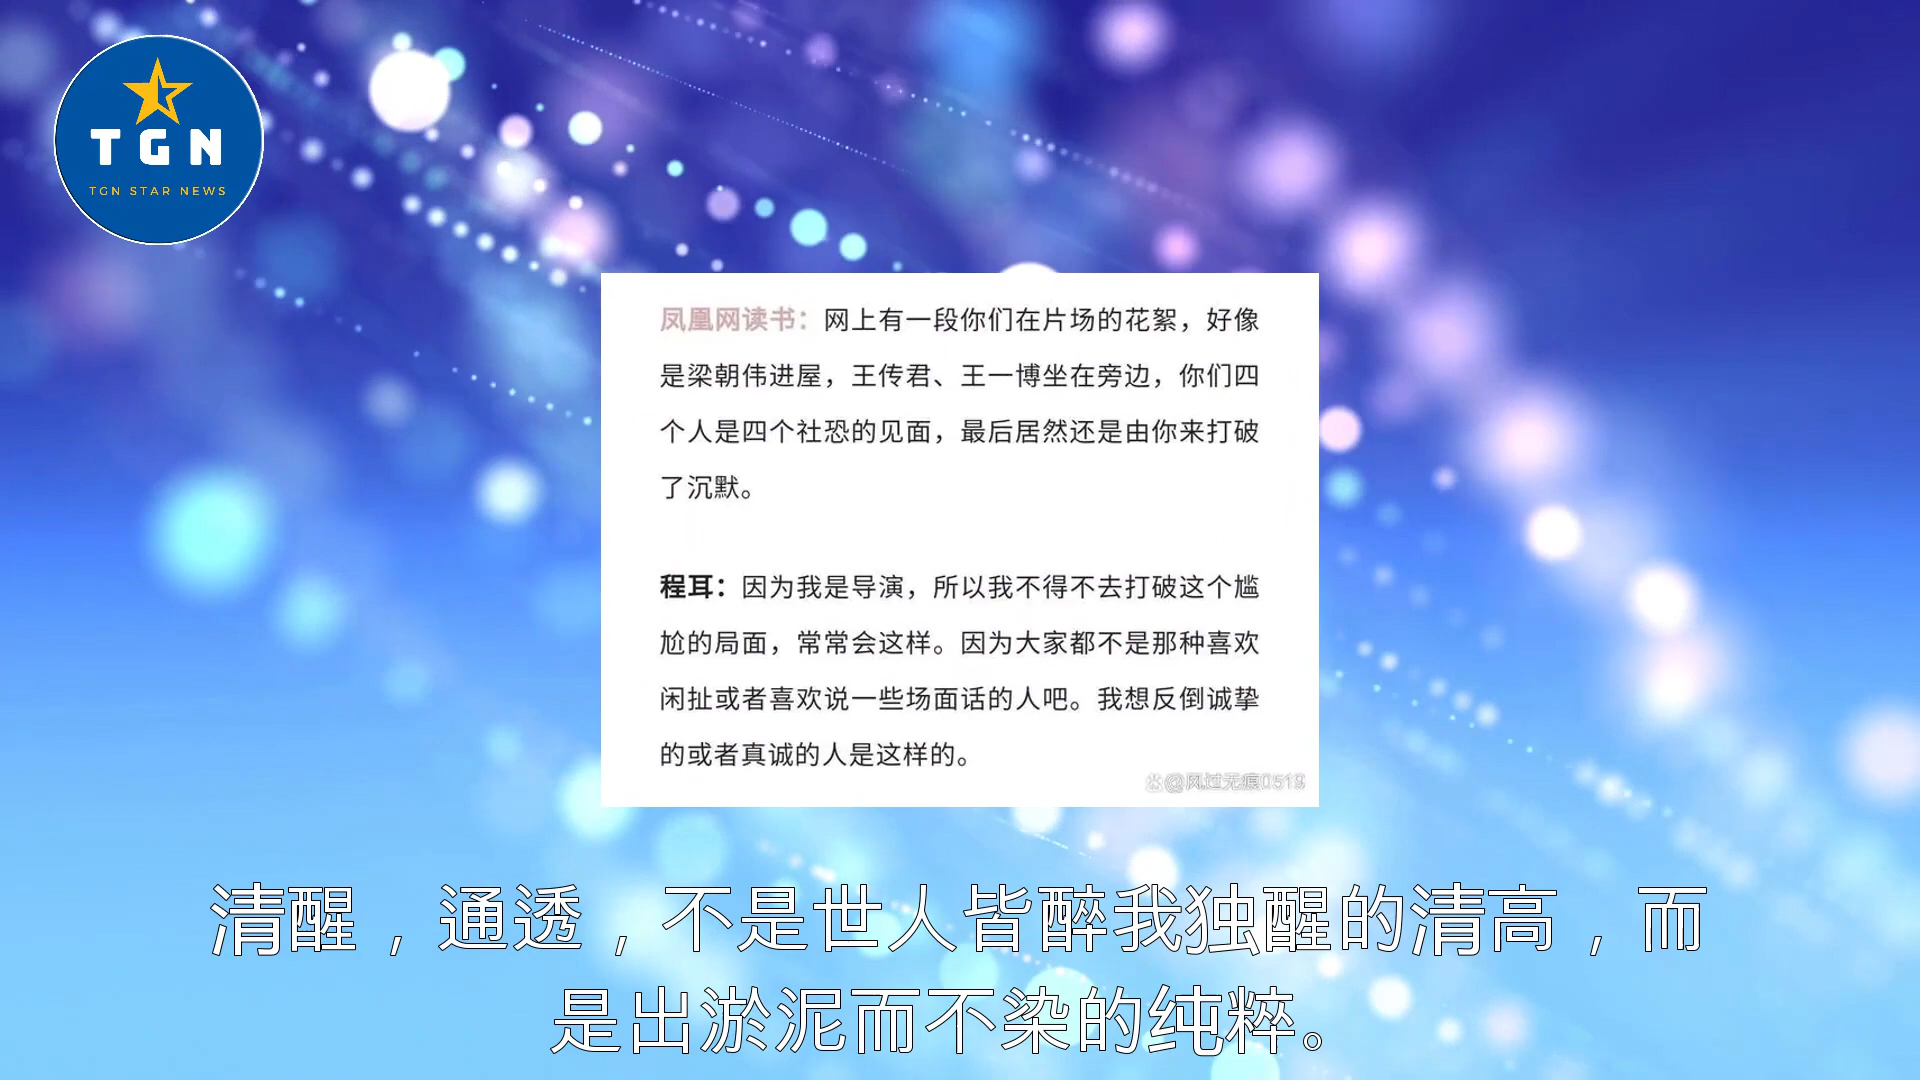 TGN
TGN STAR NEWS
凤凰网读书：网上有一段你们在片场的花絮，好像
是梁朝伟进屋，王传君、王一博坐在旁边，你们四
个人是四个社恐的见面，最后居然还是由你来打破
了沉默。
程耳：因为我是导演，所以我不得不去打破这个尴
尬的局面，常常会这样。因为大家都不是那种喜欢
闲扯或者喜欢说一些场面话的人吧。我想反倒诚挚
的或者真诚的人是这样的。
@风过无痕0519
清醒，通透，不是世人皆醉我独醒的清高，而
是出淤泥而不染的纯粹。